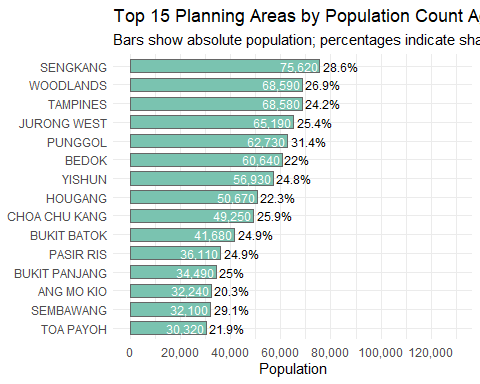 Top 15 Planning Areas by Population Count A
Bars show absolute population; percentages indicate sha
SENGKANG 75,620 28.6%
WOODLANDS 68,590 26.9%
TAMPINES 68,580 24.2%
JURONG WEST 65,190 25.4%
PUNGGOL 62,730 31.4%
BEDOK 60,640 22%
YISHUN 56,930 24.8%
HOUGANG 50,670 22.3%
CHOA CHU KANG 49,250 25.9%
BUKIT BATOK 41,680 24.9%
PASIR RIS 36,110 24.9%
BUKIT PANJANG 34,490 25%
ANG MO KIO 32,240 20.3%
SEMBAWANG 32,100 29.1%
TOA PAYOH 30,320 21.9%
0 20,000 40,000 60,000 80,000 100,000 120,000
Population